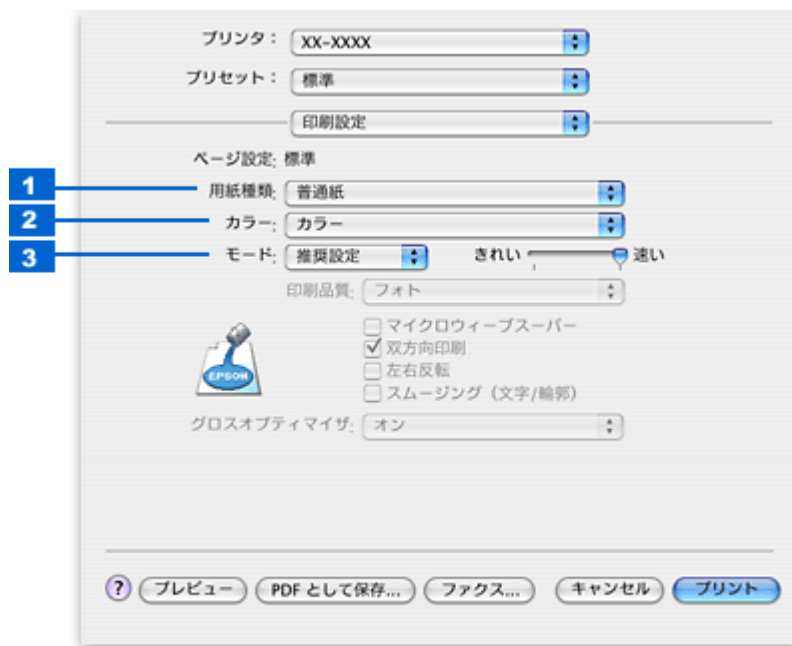 プリンタ： XX-XXXX
プリセット： 標準
印刷設定
ページ設定: 標準
1 用紙種類: 普通紙
2 カラー: カラー
3 モード: 推奨設定 きれい 速い
印刷品質: フォト
マイクロウィーブスーパー
双方向印刷
左右反転
スムージング（文字/輪郭）
EPSON
グロスオプティマイザ: オン
? プレビュー PDF として保存... ファクス... キャンセル プリント